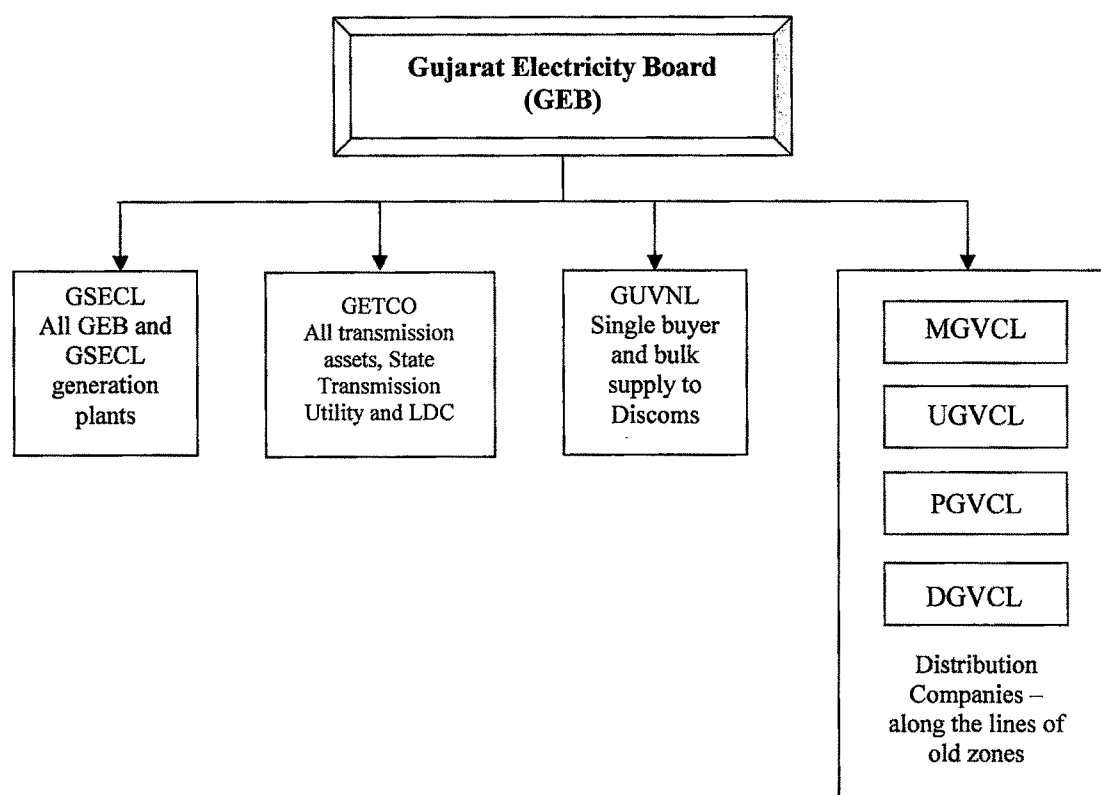 Gujarat Electricity Board
(GEB)
GSECL
All GEB and
GSECL
generation
plants
GETCO
All transmission
assets, State
Transmission
Utility and LDC
GUVNL
Single buyer
and bulk
supply to
Discoms
MGVCL
UGVCL
PGVCL
DGVCL
Distribution
Companies –
along the lines of
old zones